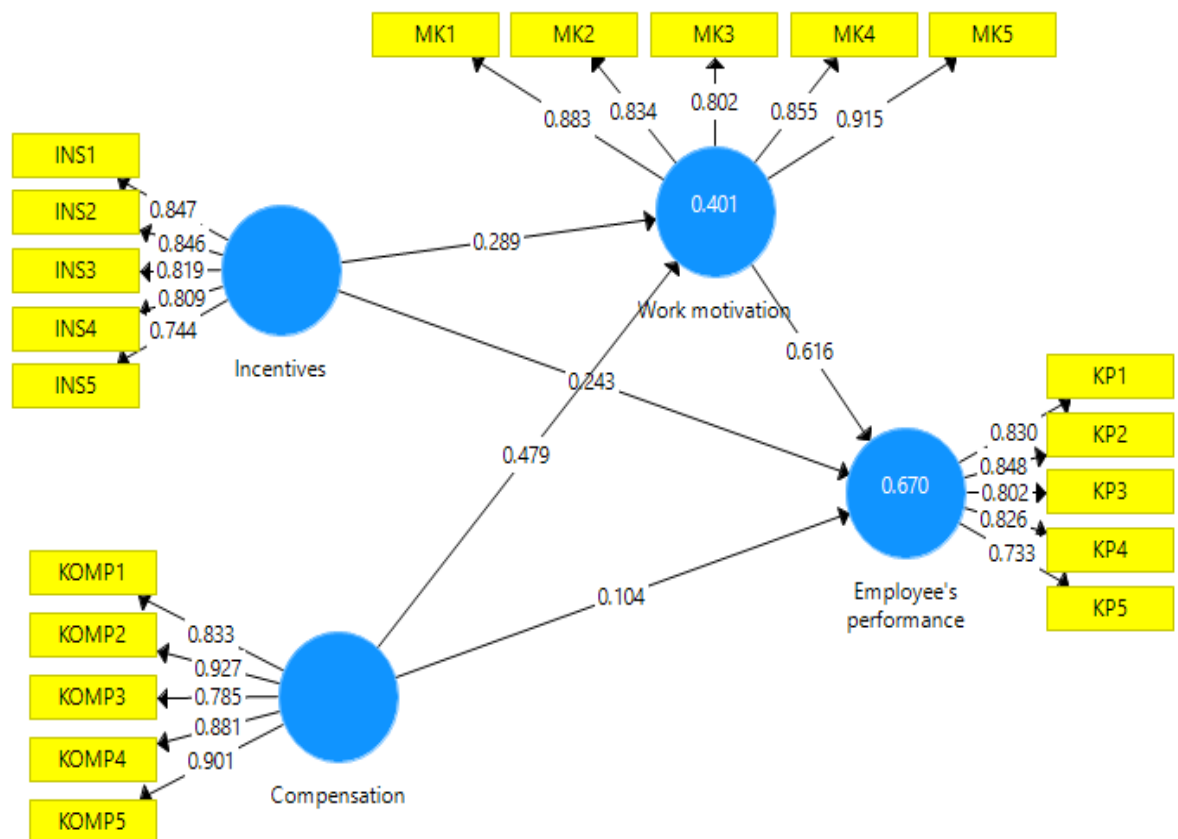 MK1
MK2
MK3
MK4
MK5
0.883
0.834
0.802
0.855
0.915
INS1
INS2
INS3
INS4
INS5
0.847
0.846
0.819
0.809
0.744
Incentives
0.289
0.401
Work motivation
0.243
0.616
0.479
0.104
0.670
Employee's
performance
KP1
KP2
KP3
KP4
KP5
0.830
0.848
0.802
0.826
0.733
KOMP1
KOMP2
KOMP3
KOMP4
KOMP5
0.833
0.927
0.785
0.881
0.901
Compensation